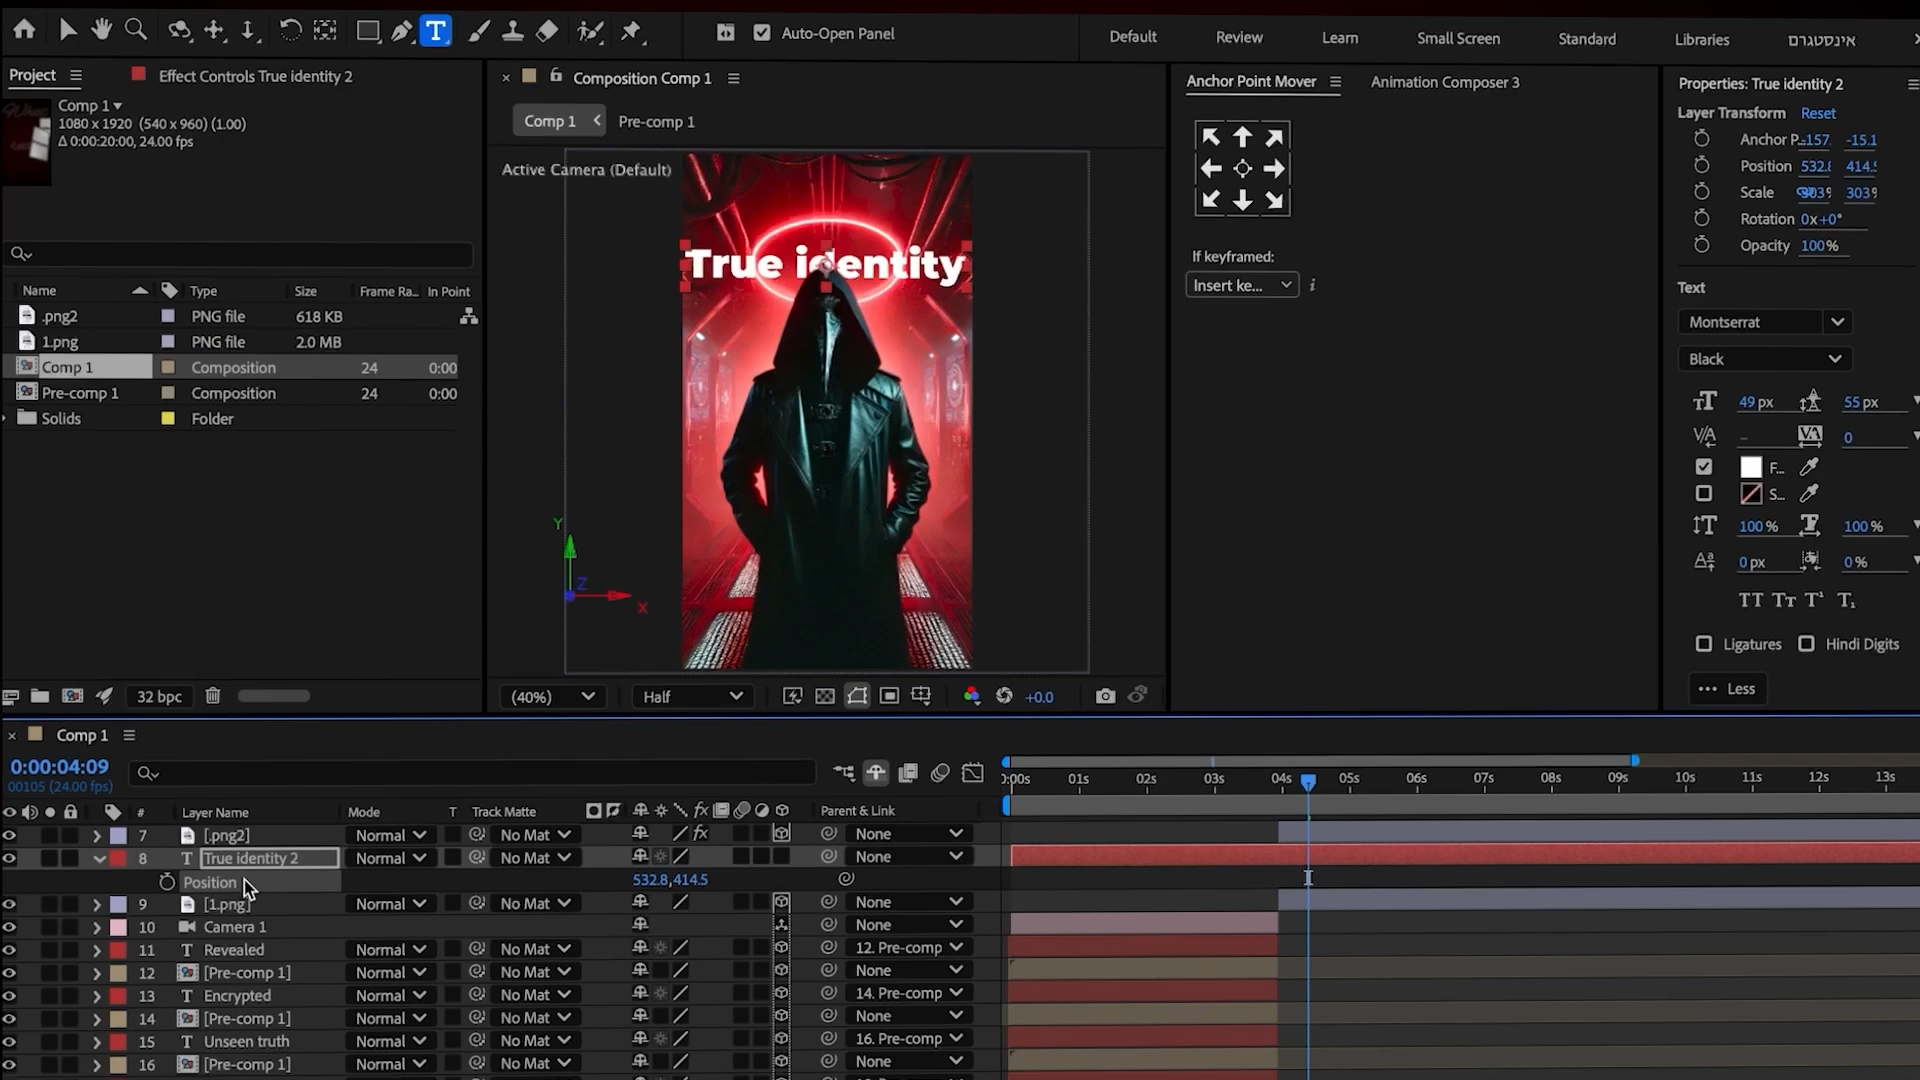 Auto-Open Panel
Default
Review
Learn
Small Screen
Standard
Libraries
אינסטגרם
Project
Effect Controls True identity 2
Comp 1
1080 x 1920 (540 x 960) (1.00)
Δ 0:00:20:00, 24.00 fps
Name
Type
Size
Frame Ra...
In Point
.png2
PNG file
618 KB
1.png
PNG file
2.0 MB
Comp 1
Composition
24
0:00
Pre-comp 1
Composition
24
0:00
Solids
Folder
32 bpc
Composition Comp 1
Comp 1
Pre-comp 1
Active Camera (Default)
True identity
Y
Z
X
(40%)
Half
+0.0
Anchor Point Mover
Animation Composer 3
If keyframed:
Insert ke...
Properties: True identity 2
Layer Transform Reset
Anchor P... -157. -15.1
Position 532.8 414.5
Scale 303% 303%
Rotation 0x+0°
Opacity 100%
Text
Montserrat
Black
49 px
55 px
0
F...
S...
100 %
100 %
0 px
0 %
Ligatures
Hindi Digits
Less
Comp 1
0:00:04:09
00105 (24.00 fps)
:00s 01s 02s 03s 04s 05s 06s 07s 08s 09s 10s 11s 12s 13s
# Layer Name Mode T Track Matte Parent & Link
7 [.png2] Normal No Mat None
8 T True identity 2 Normal No Mat None
Position 532.8,414.5
9 [1.png] Normal No Mat None
10 Camera 1 None
11 T Revealed Normal No Mat 12. Pre-comp
12 [Pre-comp 1] Normal No Mat None
13 T Encrypted Normal No Mat 14. Pre-comp
14 [Pre-comp 1] Normal No Mat None
15 T Unseen truth Normal No Mat 16. Pre-comp
16 [Pre-comp 1] Normal No Mat None